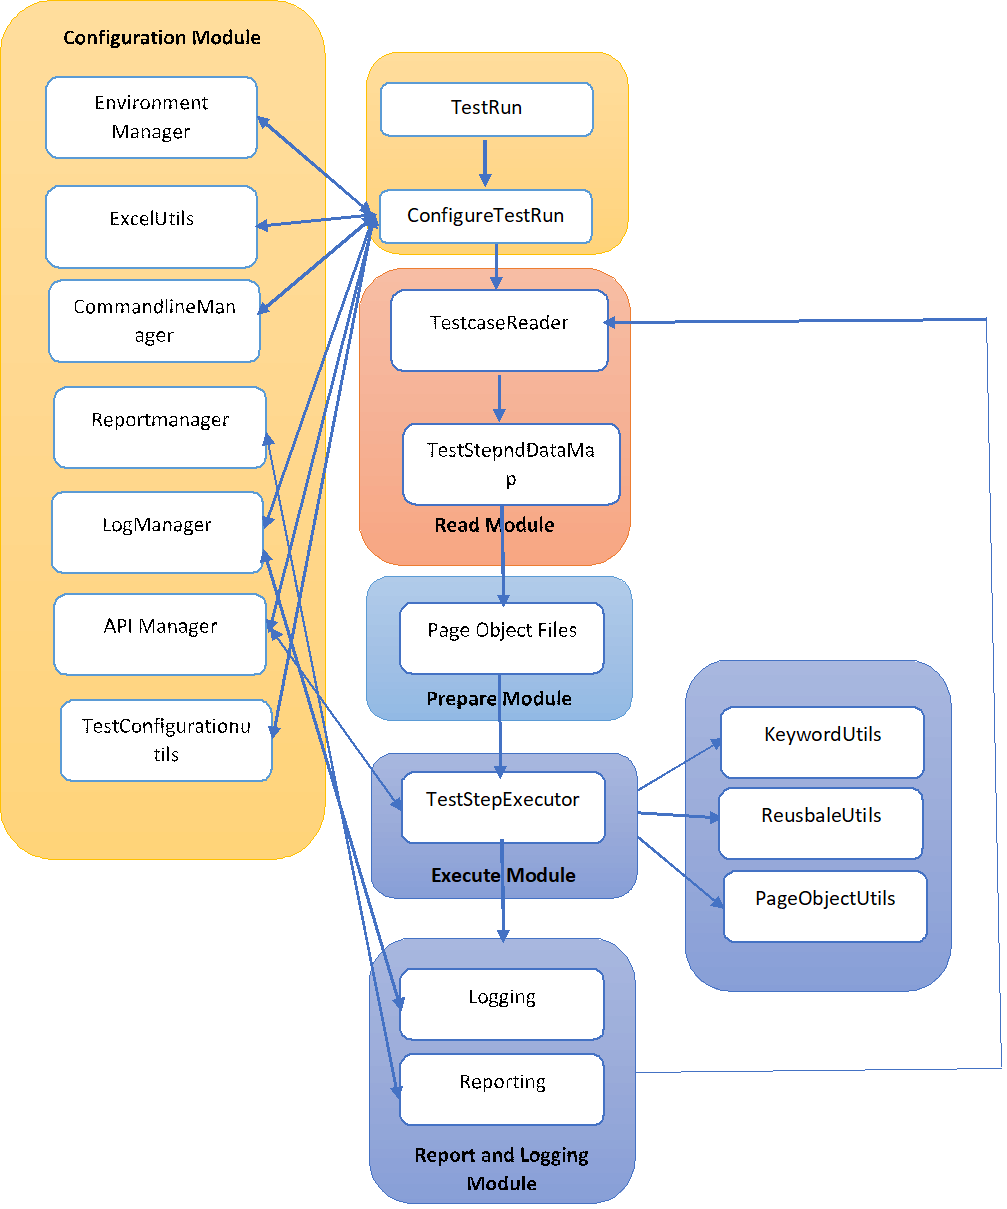 Configuration Module
Environment
Manager
ExcelUtils
CommandlineMan
ager
Reportmanager
LogManager
API Manager
TestConfigurationu
tils
TestRun
ConfigureTestRun
TestcaseReader
TestStepndDataMa
p
Read Module
Page Object Files
Prepare Module
TestStepExecutor
Execute Module
KeywordUtils
ReusbaleUtils
PageObjectUtils
Logging
Reporting
Report and Logging
Module